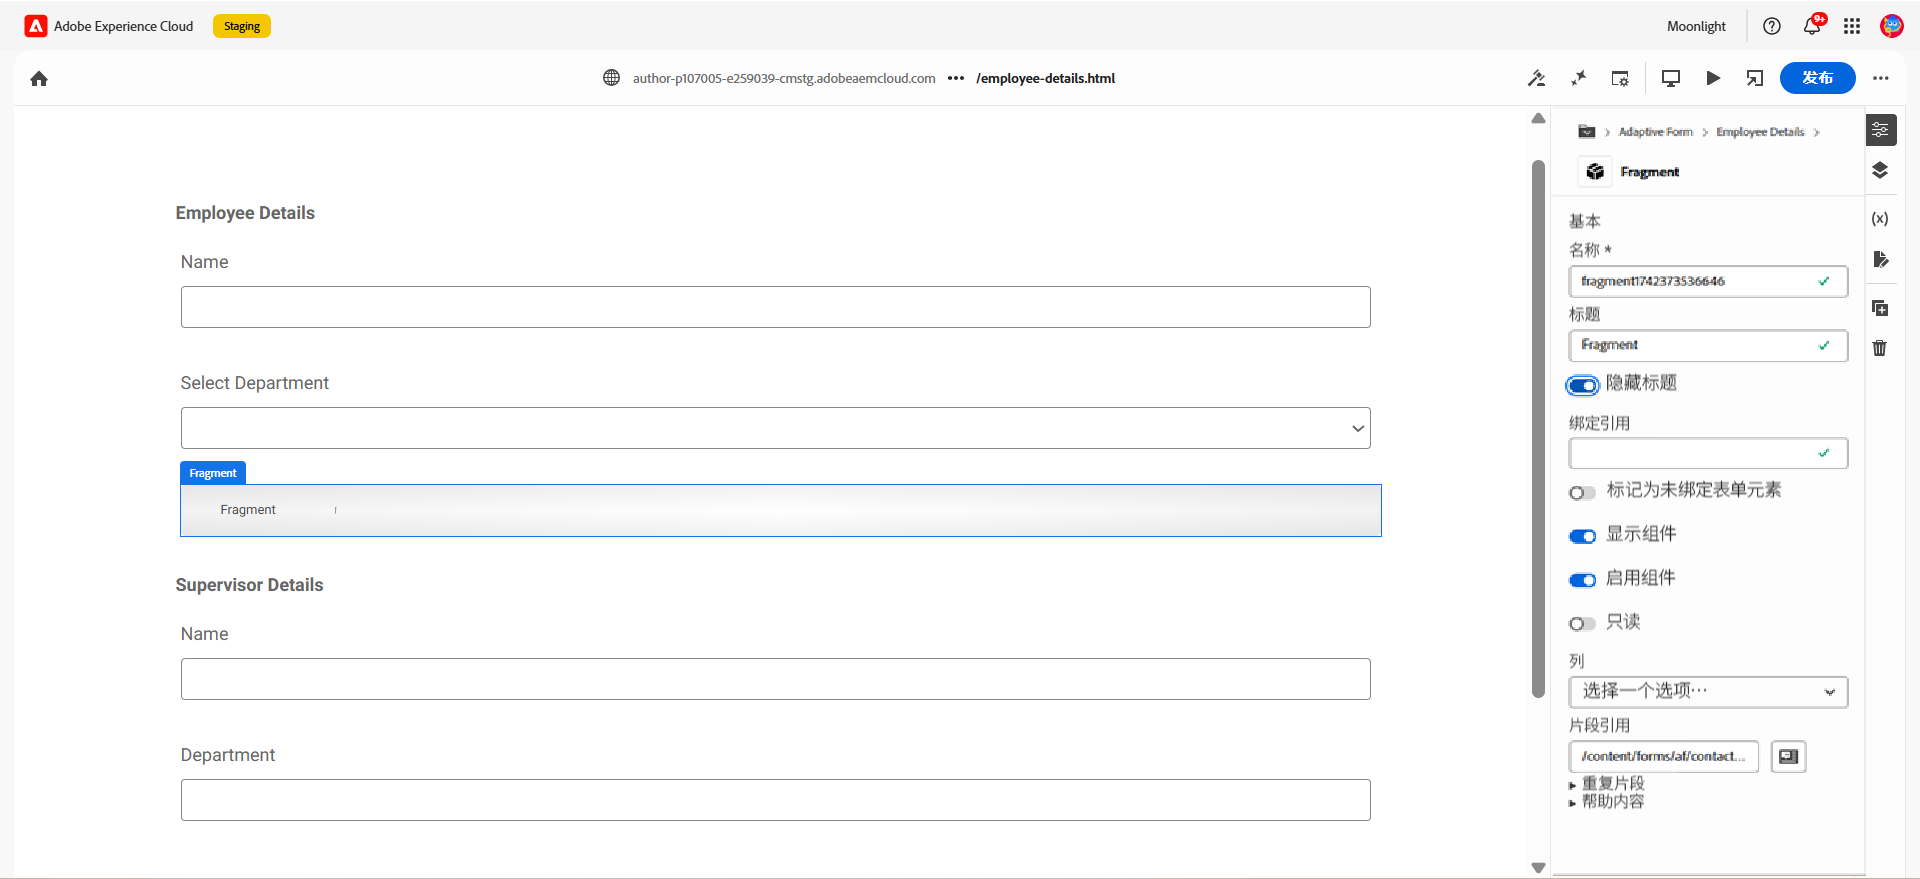 Adobe Experience Cloud Staging Moonlight 9+
author-p107005-e259039-cmstg.adobeaemcloud.com ••• /employee-details.html 发布
Employee Details
Name
Select Department
Fragment
Fragment
Supervisor Details
Name
Department
Adaptive Form > Employee Details >
Fragment
基本
名称 *
fragment1742373536646
标题
Fragment
隐藏标题
绑定引用
标记为未绑定表单元素
显示组件
启用组件
只读
列
选择一个选项…
片段引用
/content/forms/af/contact...
重复片段
帮助内容
(x)